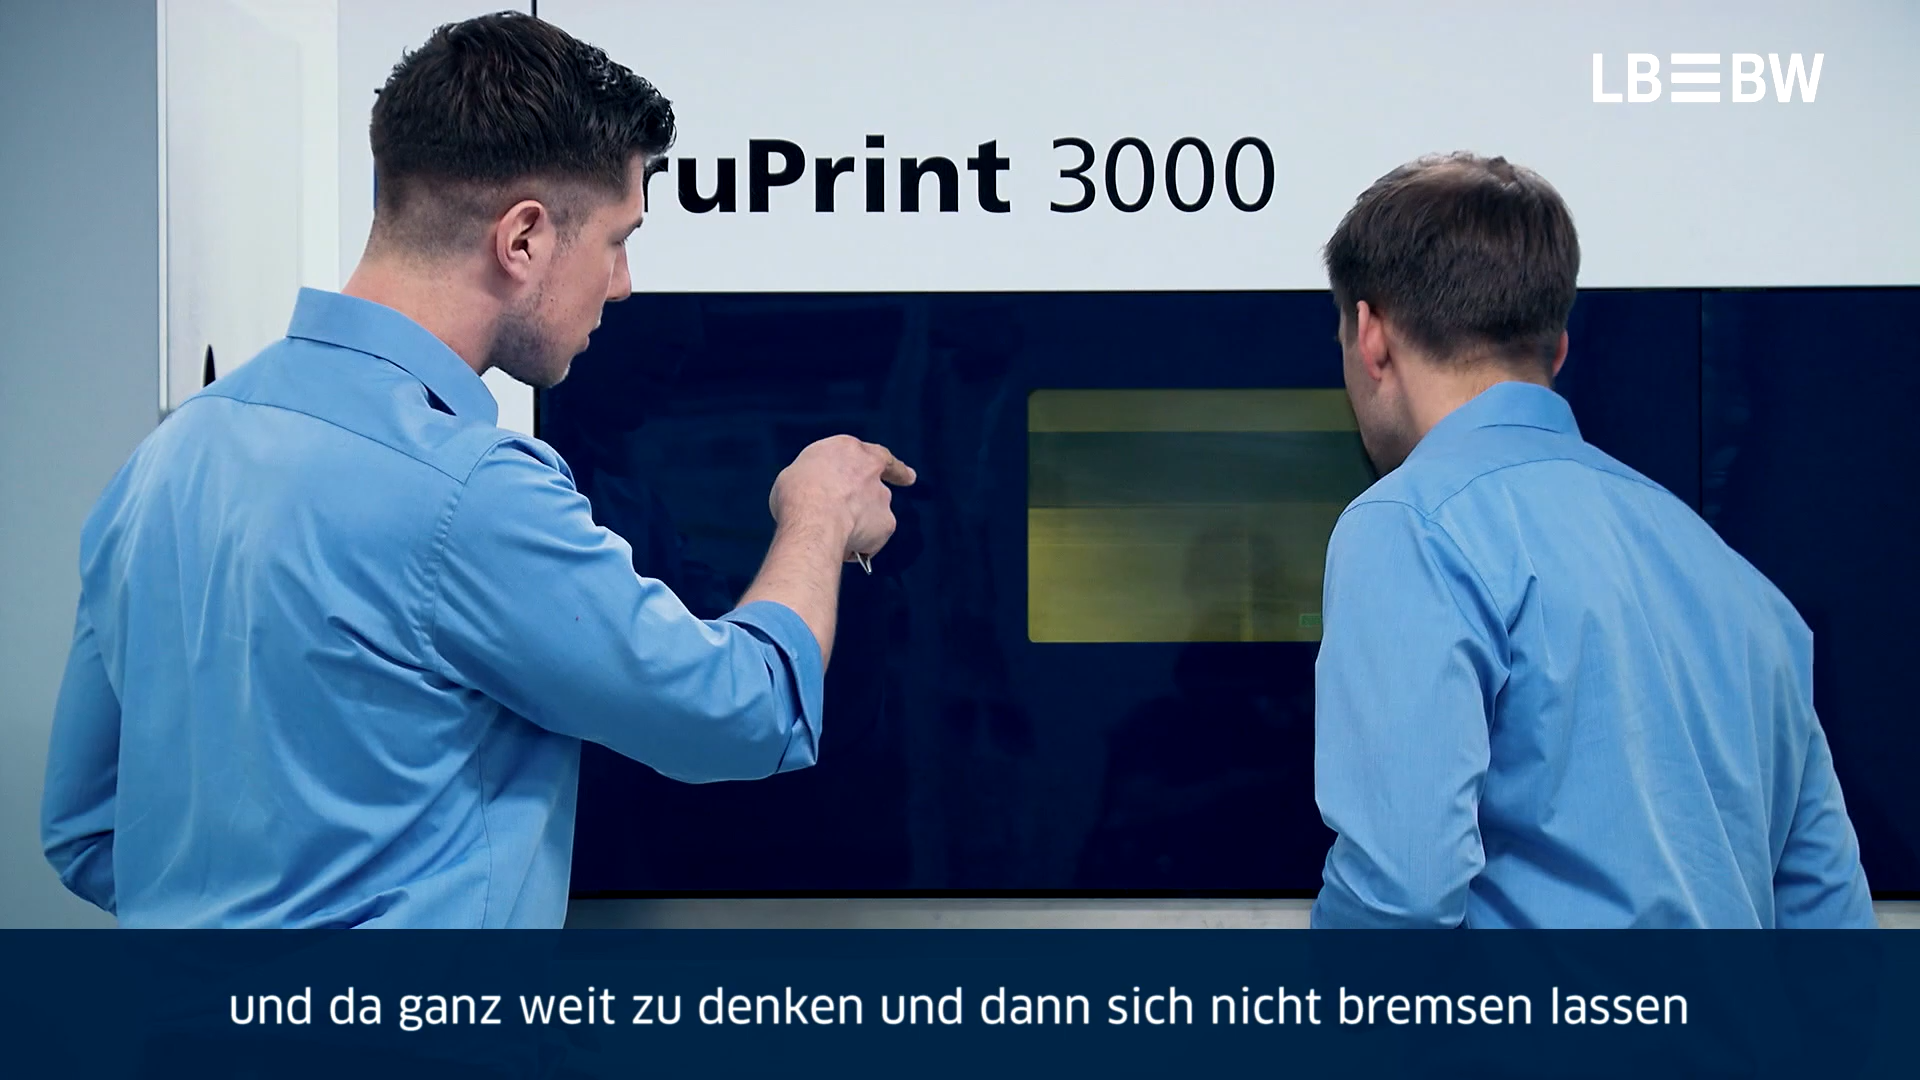 LBBW
ruPrint 3000
und da ganz weit zu denken und dann sich nicht bremsen lassen